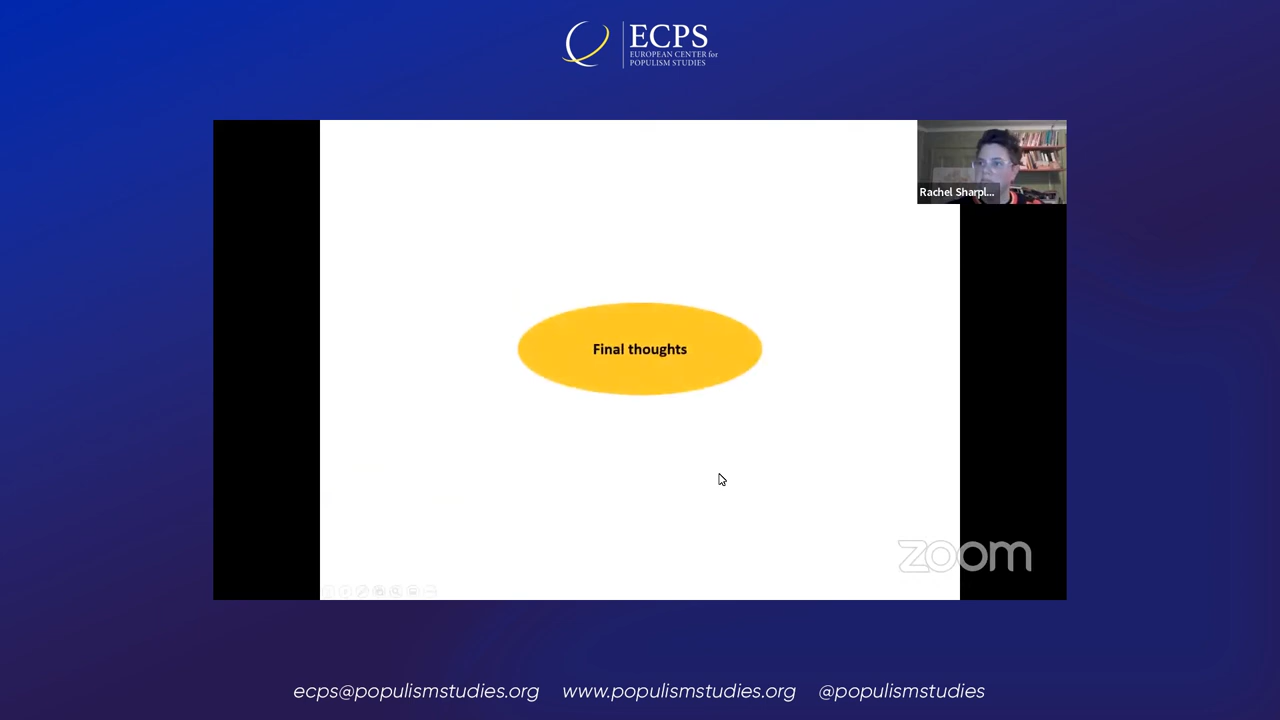 ECPS
EUROPEAN CENTER for
POPULISM STUDIES
Rachel Sharpl...
Final thoughts
zoom
ecps@populismstudies.org www.populismstudies.org @populismstudies